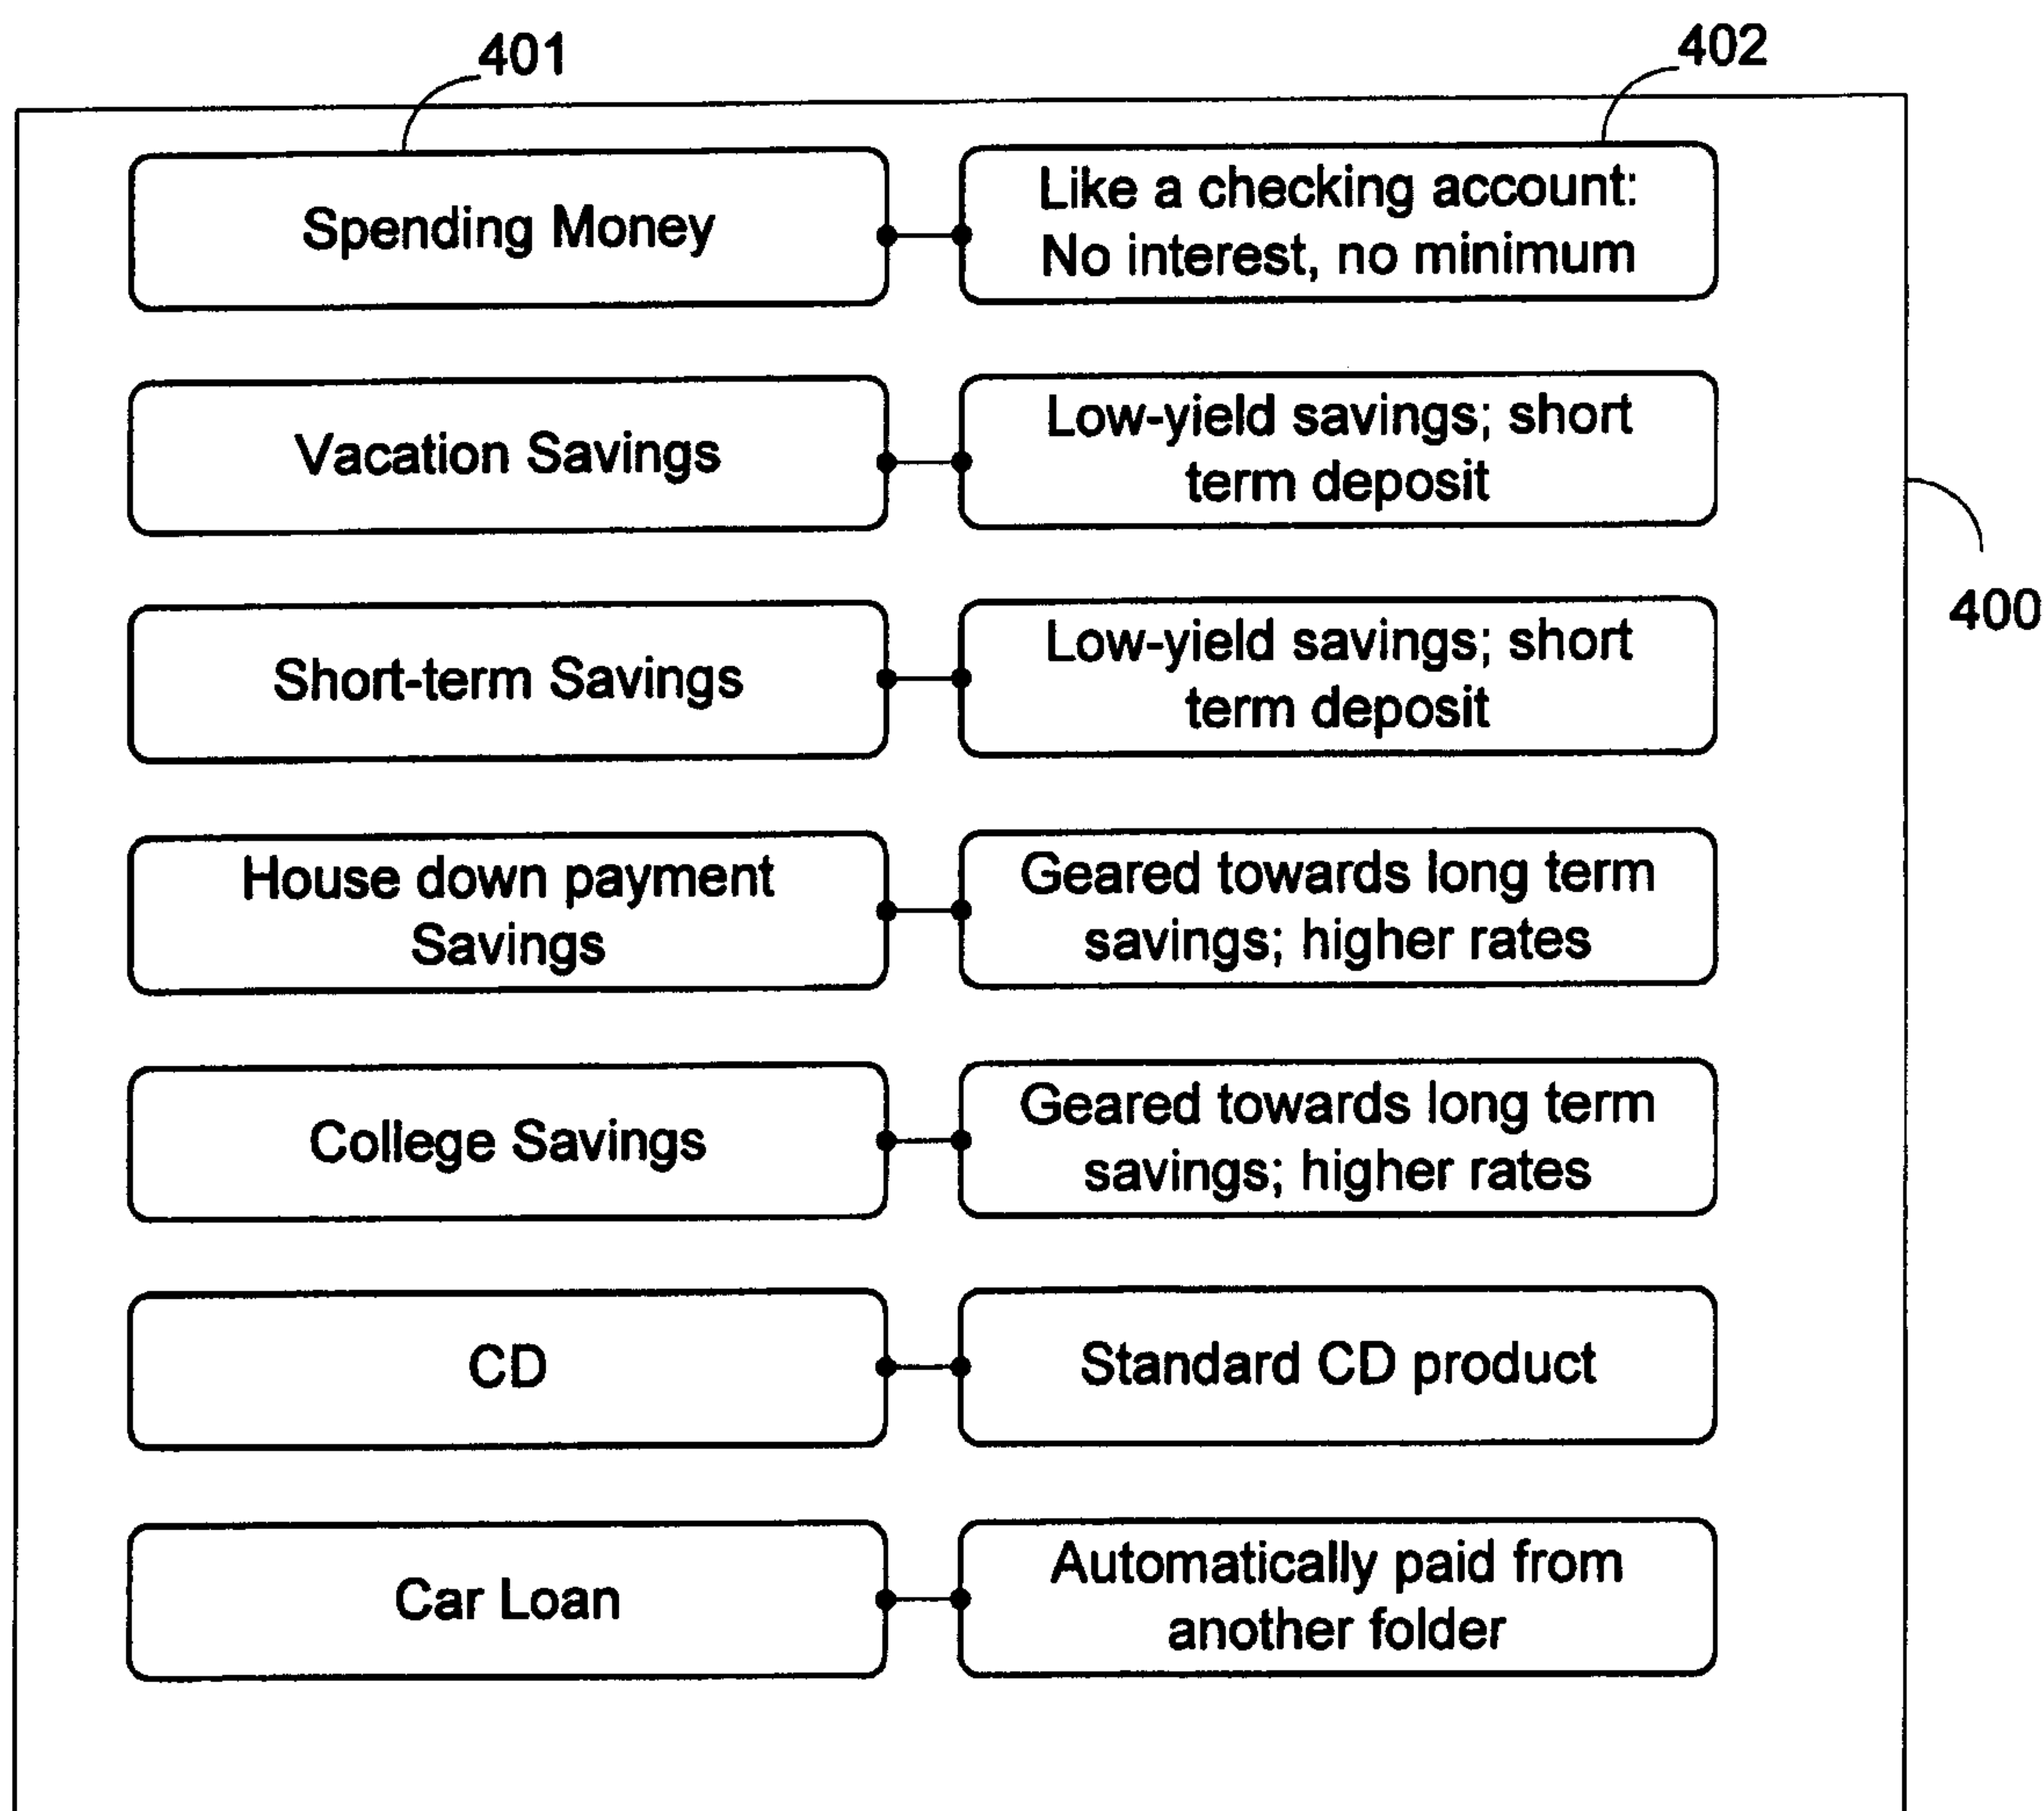 401
402
Spending Money
Like a checking account:
No interest, no minimum
Vacation Savings
Low-yield savings; short
term deposit
400
Short-term Savings
Low-yield savings; short
term deposit
House down payment
Savings
Geared towards long term
savings; higher rates
College Savings
Geared towards long term
savings; higher rates
CD
Standard CD product
Car Loan
Automatically paid from
another folder